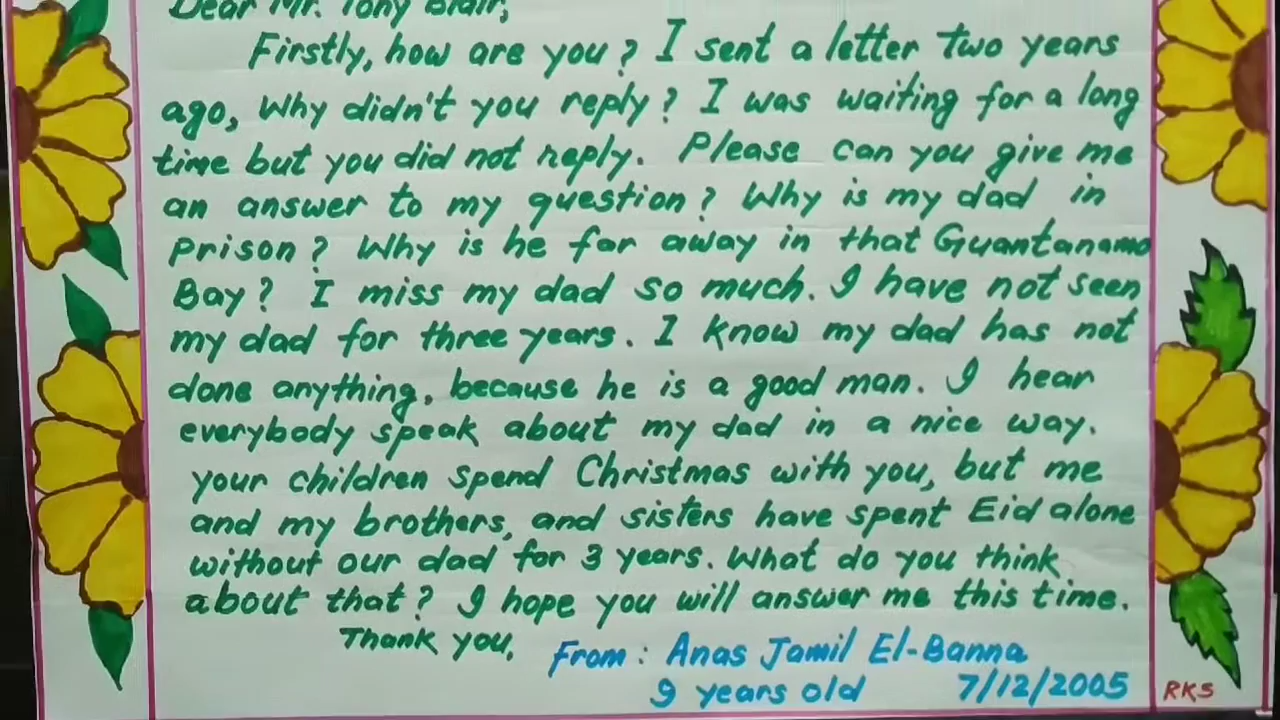 Dear Mr. Tony Blair,
Firstly, how are you? I sent a letter two years
ago, Why didn't you reply? I was waiting for a long
time but you did not reply. Please can you give me
an answer to my question? Why is my dad in
prison? Why is he far away in that Guantanamo
Bay? I miss my dad so much. I have not seen
my dad for three years. I know my dad has not
done anything, because he is a good man. I hear
everybody speak about my dad in a nice way.
your children spend Christmas with you, but me
and my brothers, and sisters have spent Eid alone
without our dad for 3 years. What do you think
about that? I hope you will answer me this time.
Thank you.
From: Anas Jamil El-Banna
9 years old 7/12/2005
RKS